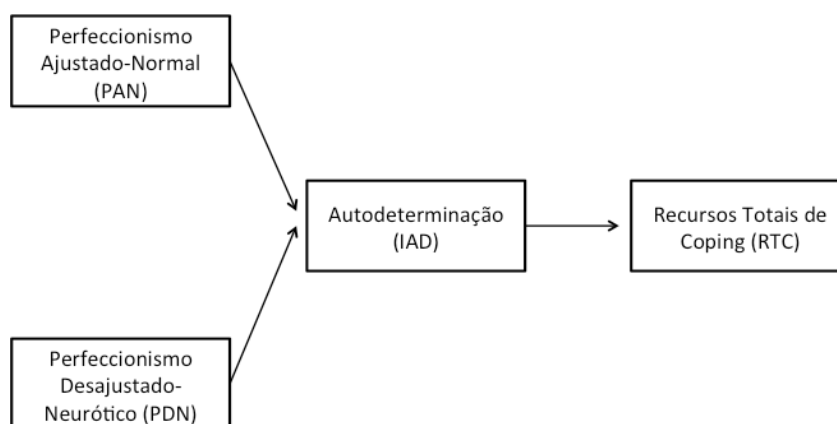 Perfeccionismo
Ajustado-Normal
(PAN)
Autodeterminação
(IAD)
Recursos Totais de
Coping (RTC)
Perfeccionismo
Desajustado-
Neurótico (PDN)